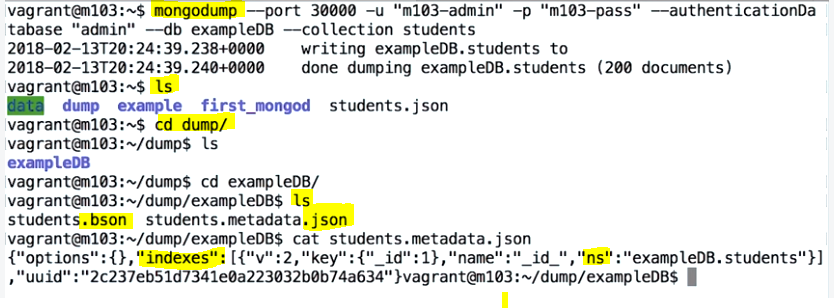 vagrant@m103:~$ mongodump --port 30000 -u "m103-admin" -p "m103-pass" --authenticationDa
tabase "admin" --db exampleDB --collection students
2018-02-13T20:24:39.238+0000    writing exampleDB.students to
2018-02-13T20:24:39.240+0000    done dumping exampleDB.students (200 documents)
vagrant@m103:~$ ls
data  dump  example  first_mongod  students.json
vagrant@m103:~$ cd dump/
vagrant@m103:~/dump$ ls
exampleDB
vagrant@m103:~/dump$ cd exampleDB/
vagrant@m103:~/dump/exampleDB$ ls
students.bson  students.metadata.json
vagrant@m103:~/dump/exampleDB$ cat students.metadata.json
{"options":{},"indexes":[{"v":2,"key":{"_id":1},"name":"_id_","ns":"exampleDB.students"}]
,"uuid":"2c237eb51d7341e0a223032b0b74a634"}vagrant@m103:~/dump/exampleDB$